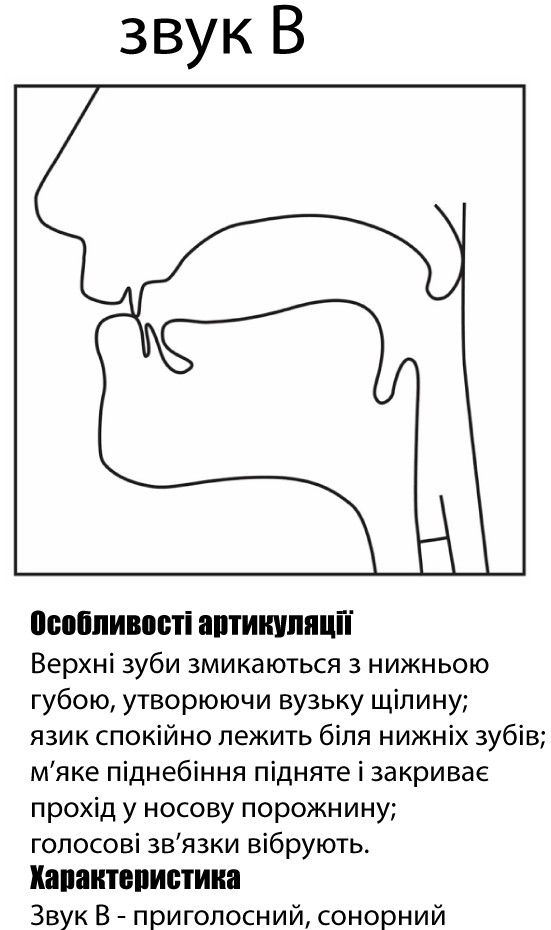 звук В
Особливості артикуляції
Верхні зуби змикаються з нижньою
губою, утворюючи вузьку щілину;
язик спокійно лежить біля нижніх зубів;
м’яке піднебіння підняте і закриває
прохід у носову порожнину;
голосові зв’язки вібрують.
Характеристика
Звук В - приголосний, сонорний